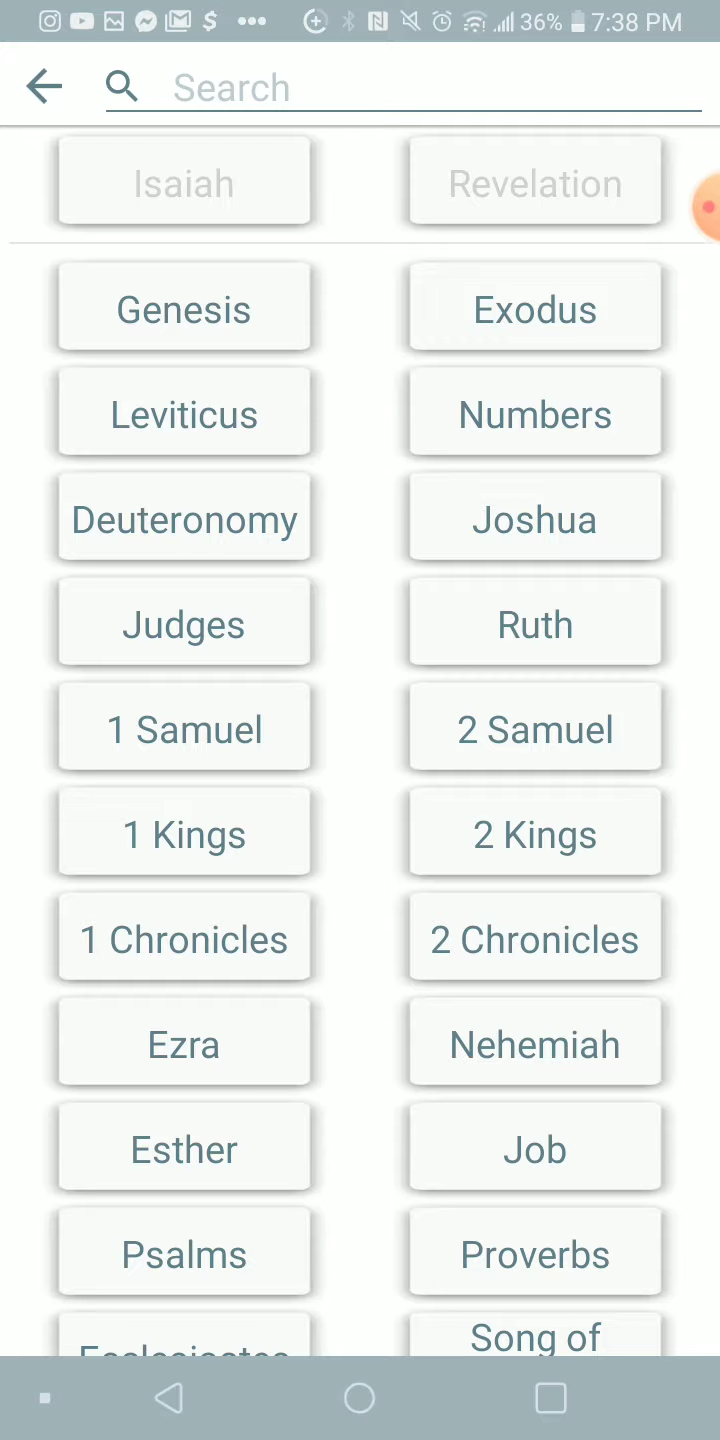 36% 7:38 PM
Search
Isaiah Revelation
Genesis Exodus
Leviticus Numbers
Deuteronomy Joshua
Judges Ruth
1 Samuel 2 Samuel
1 Kings 2 Kings
1 Chronicles 2 Chronicles
Ezra Nehemiah
Esther Job
Psalms Proverbs
Ecclesiastes Song of